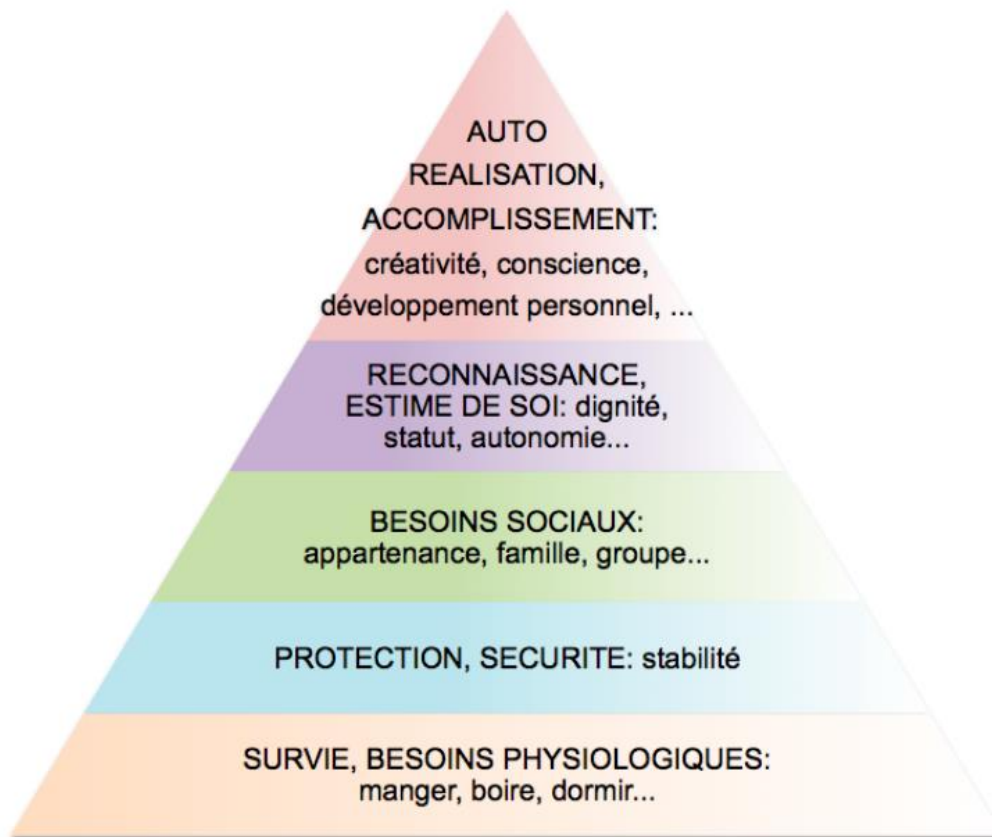 AUTO
REALISATION,
ACCOMPLISSEMENT:
créativité, conscience,
développement personnel, ...
RECONNAISSANCE,
ESTIME DE SOI: dignité,
statut, autonomie...
BESOINS SOCIAUX:
appartenance, famille, groupe...
PROTECTION, SECURITE: stabilité
SURVIE, BESOINS PHYSIOLOGIQUES:
manger, boire, dormir...